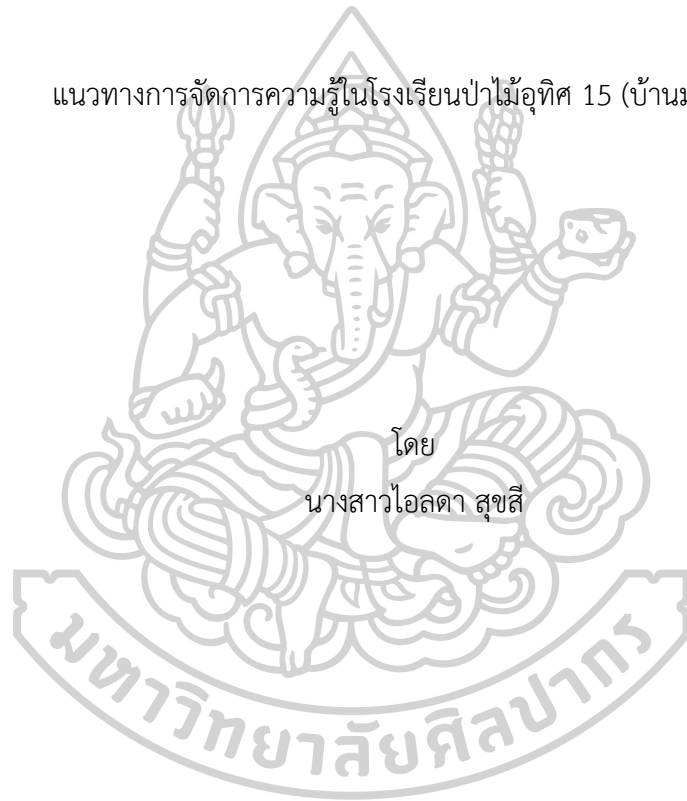 แนวทางการจัดการความรู้ในโรงเรียนป่าไม้อุทิศ 15 (บ้านม
โดย
นางสาวไอลดา สุขสี
มหาวิทยาลัยศิลปากร